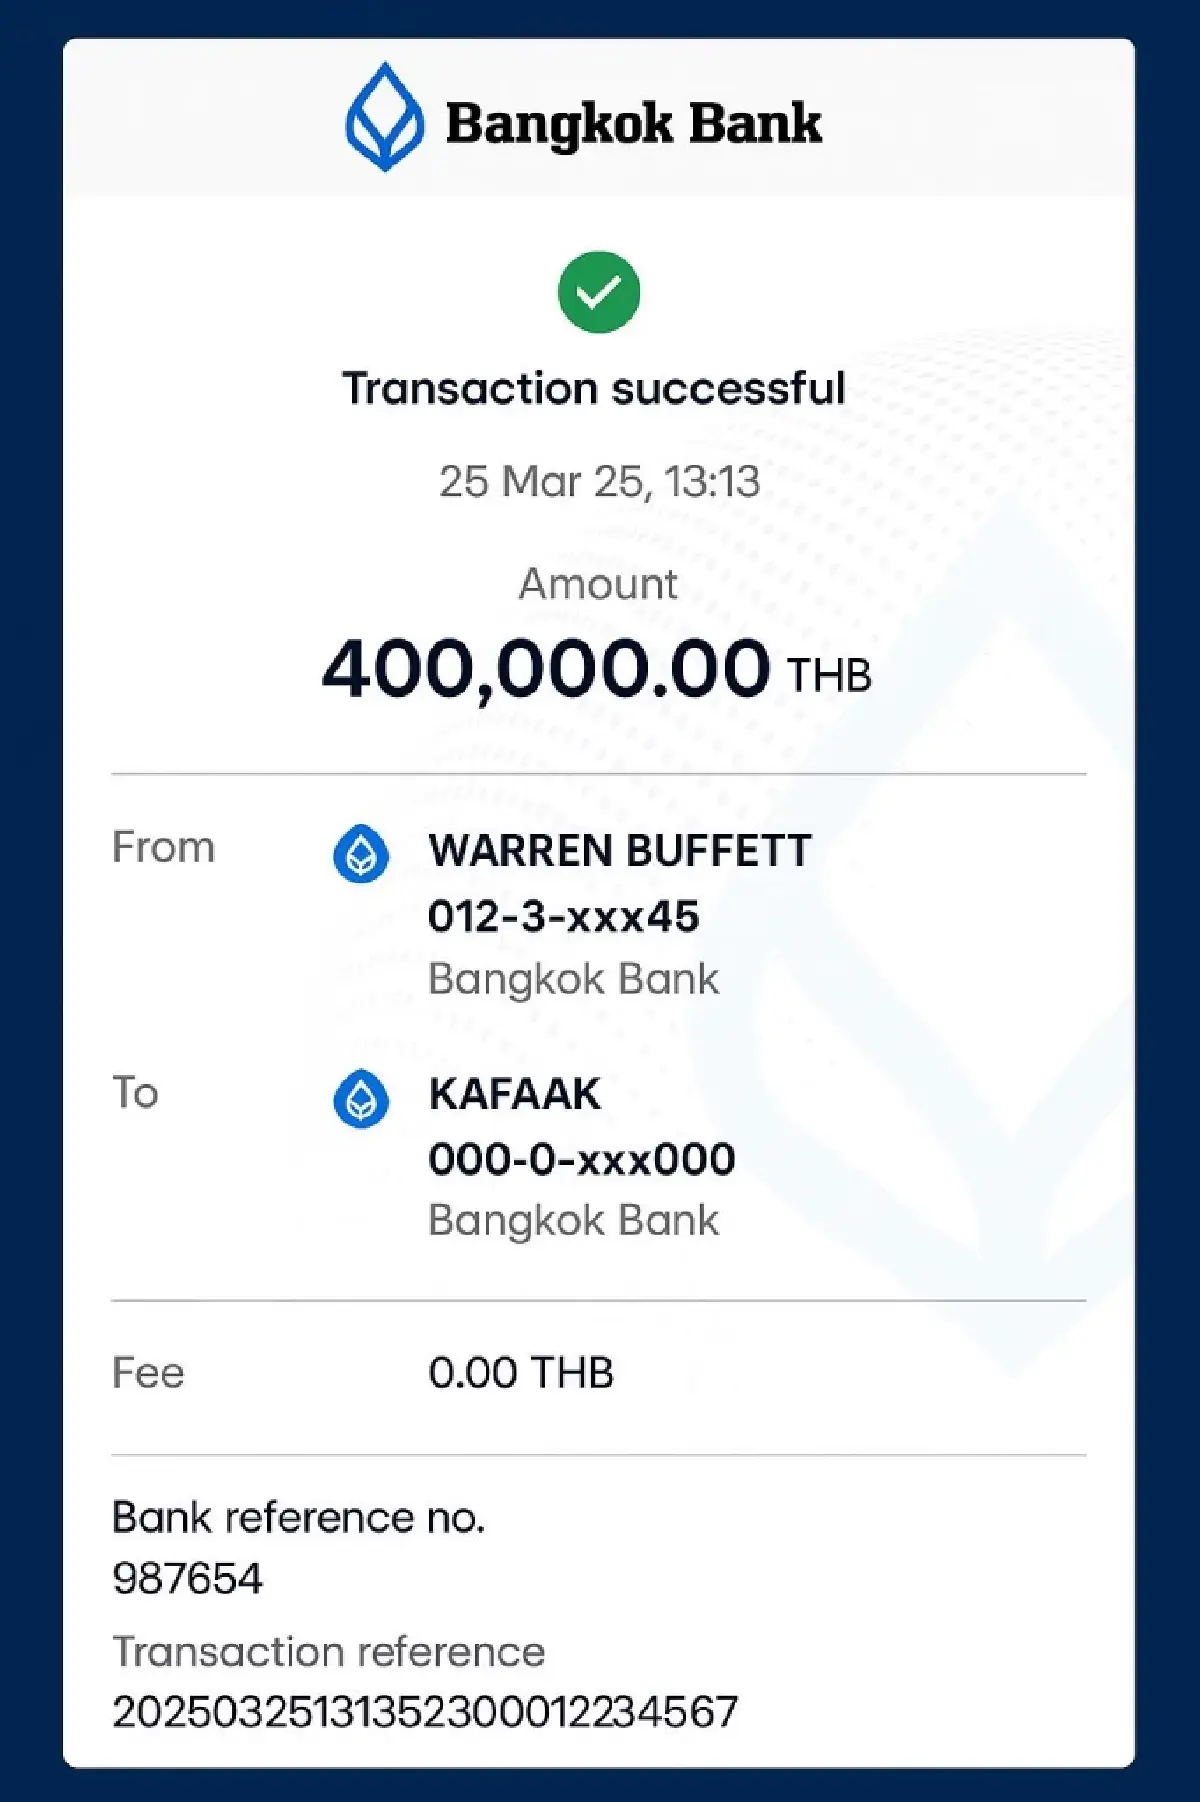 Bangkok Bank
Transaction successful
25 Mar 25, 13:13
Amount
400,000.00 THB
From
WARREN BUFFETT
012-3-xxx45
Bangkok Bank
To
KAFAAK
000-0-xxx000
Bangkok Bank
Fee
0.00 THB
Bank reference no.
987654
Transaction reference
20250325131352300012234567